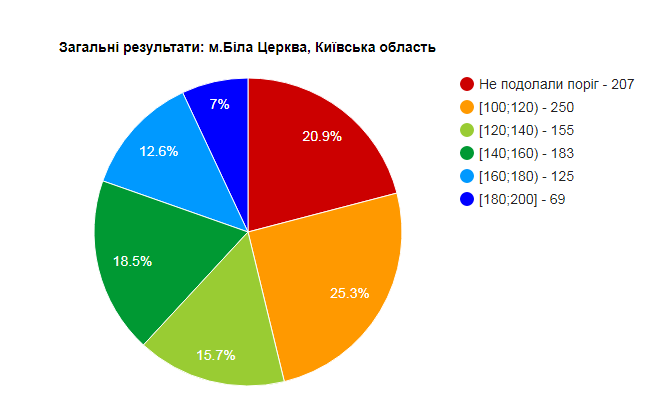 Загальні результати: м.Біла Церква, Київська область
Не подолали поріг - 207
[100;120) - 250
[120;140) - 155
[140;160) - 183
[160;180) - 125
[180;200] - 69
7%
20.9%
12.6%
18.5%
25.3%
15.7%